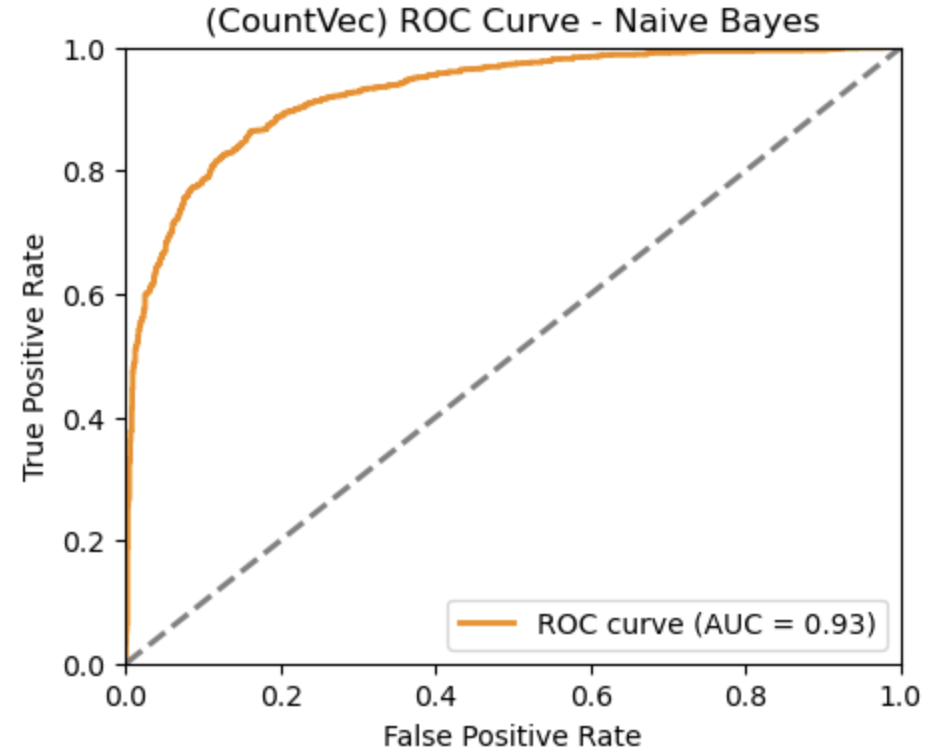 (CountVec) ROC Curve - Naive Bayes
1.0
0.8
0.6
0.4
0.2
0.0
True Positive Rate
ROC curve (AUC = 0.93)
0.0 0.2 0.4 0.6 0.8 1.0
False Positive Rate